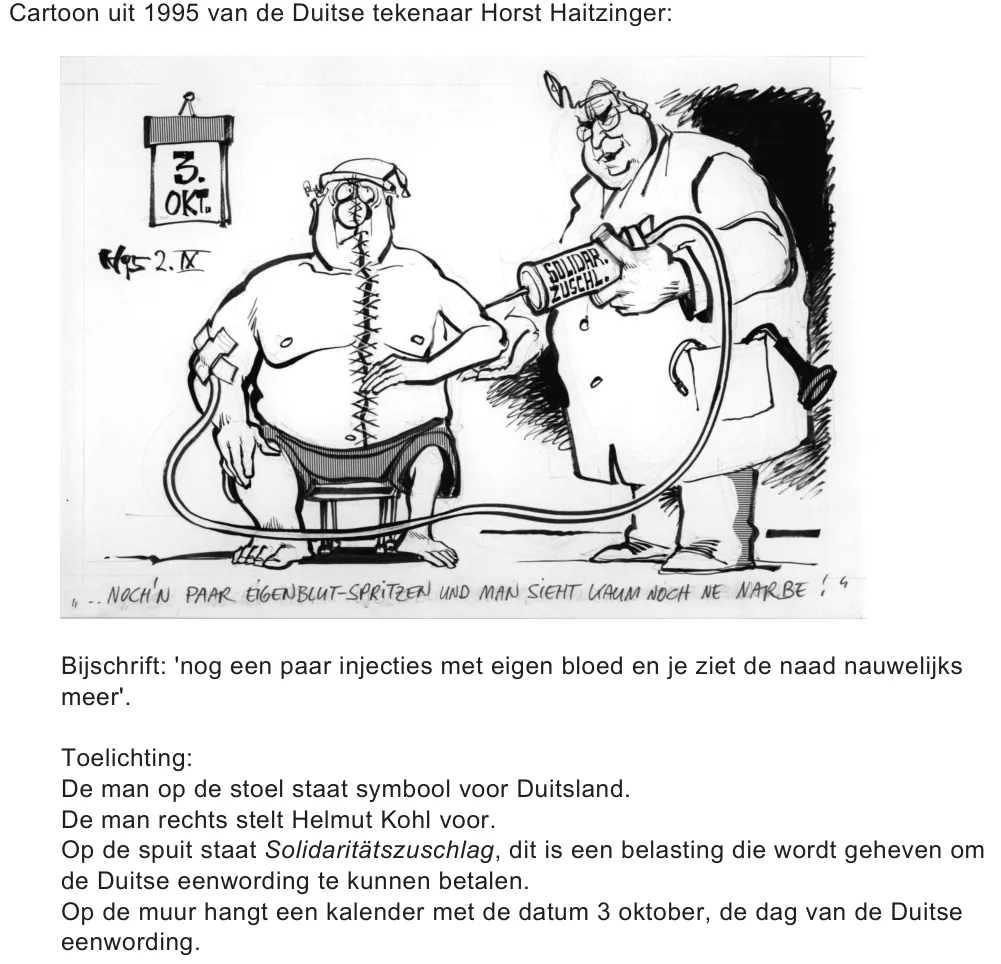 Cartoon uit 1995 van de Duitse tekenaar Horst Haitzinger:
3.
OKT.
95 2. IX
SOLIDAR.
ZUSCHL.
"... NOCH'N PAAR EIGENBLUT-SPRITZEN UND MAN SIEHT KAUM NOCH NE NARBE!"
Bijschrift: 'nog een paar injecties met eigen bloed en je ziet de naad nauwelijks
meer'.
Toelichting:
De man op de stoel staat symbool voor Duitsland.
De man rechts stelt Helmut Kohl voor.
Op de spuit staat Solidaritätszuschlag, dit is een belasting die wordt geheven om
de Duitse eenwording te kunnen betalen.
Op de muur hangt een kalender met de datum 3 oktober, de dag van de Duitse
eenwording.